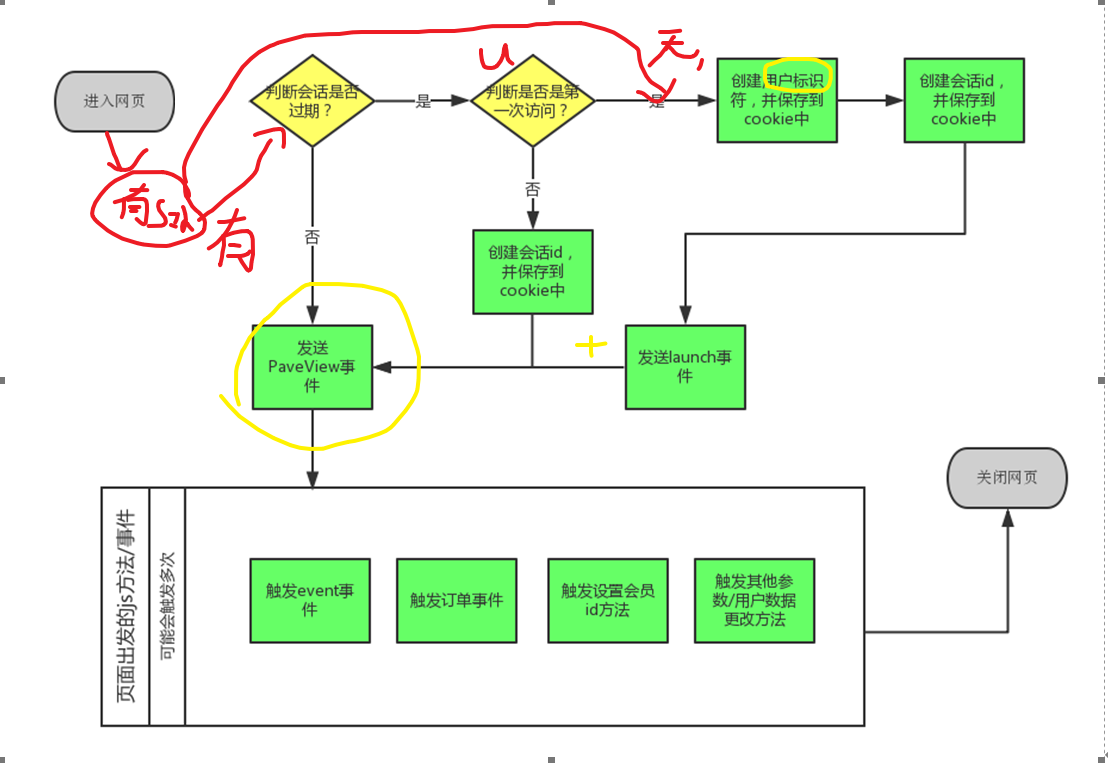 进入网页
判断会话是否
过期？
是
U
判断是否是第
一次访问？
无
是
创建用户标识
符，并保存到
cookie中
创建会话id，
并保存到
cookie中
有
有
否
否
创建会话id，
并保存到
cookie中
发送
PaveView事
件
+
发送launch事
件
关闭网页
页面出发的js方法/事件
可能会触发多次
触发event事
件
触发订单事件
触发设置会员
id方法
触发其他参
数/用户数据
更改方法